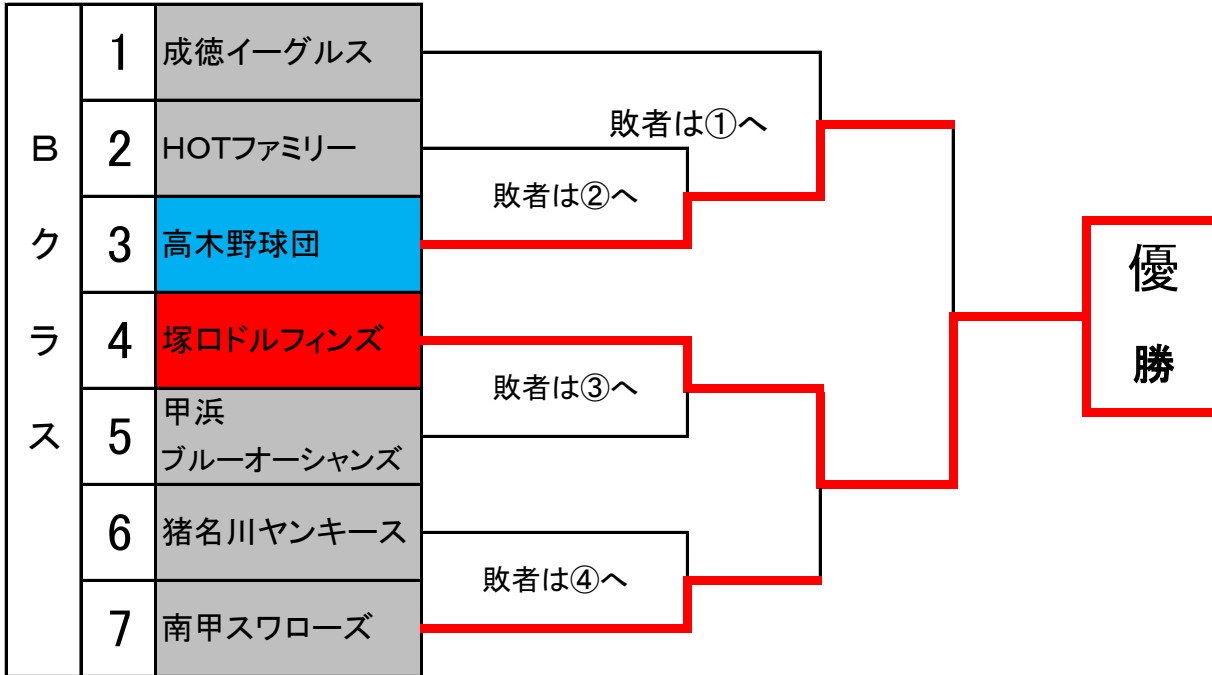 Bクラス
1 成徳イーグルス
2 HOTファミリー
3 高木野球団
4 塚口ドルフィンズ
5 甲浜
ブルーオーシャンズ
6 猪名川ヤンキース
7 南甲スワローズ
敗者は①へ
敗者は②へ
敗者は③へ
敗者は④へ
優勝